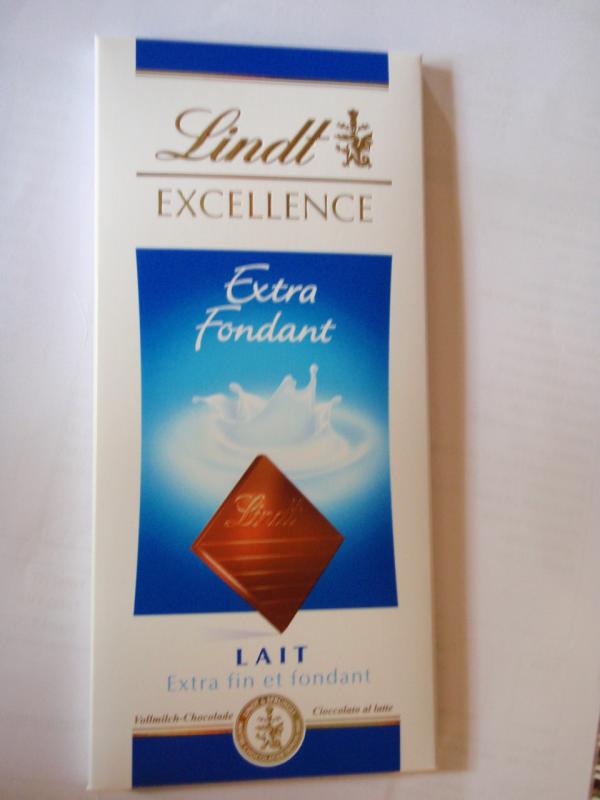 Lindt
EXCELLENCE
Extra
Fondant
Lindt
LAIT
Extra fin et fondant
Vollmilch-Chocolade
Cioccolato al latte